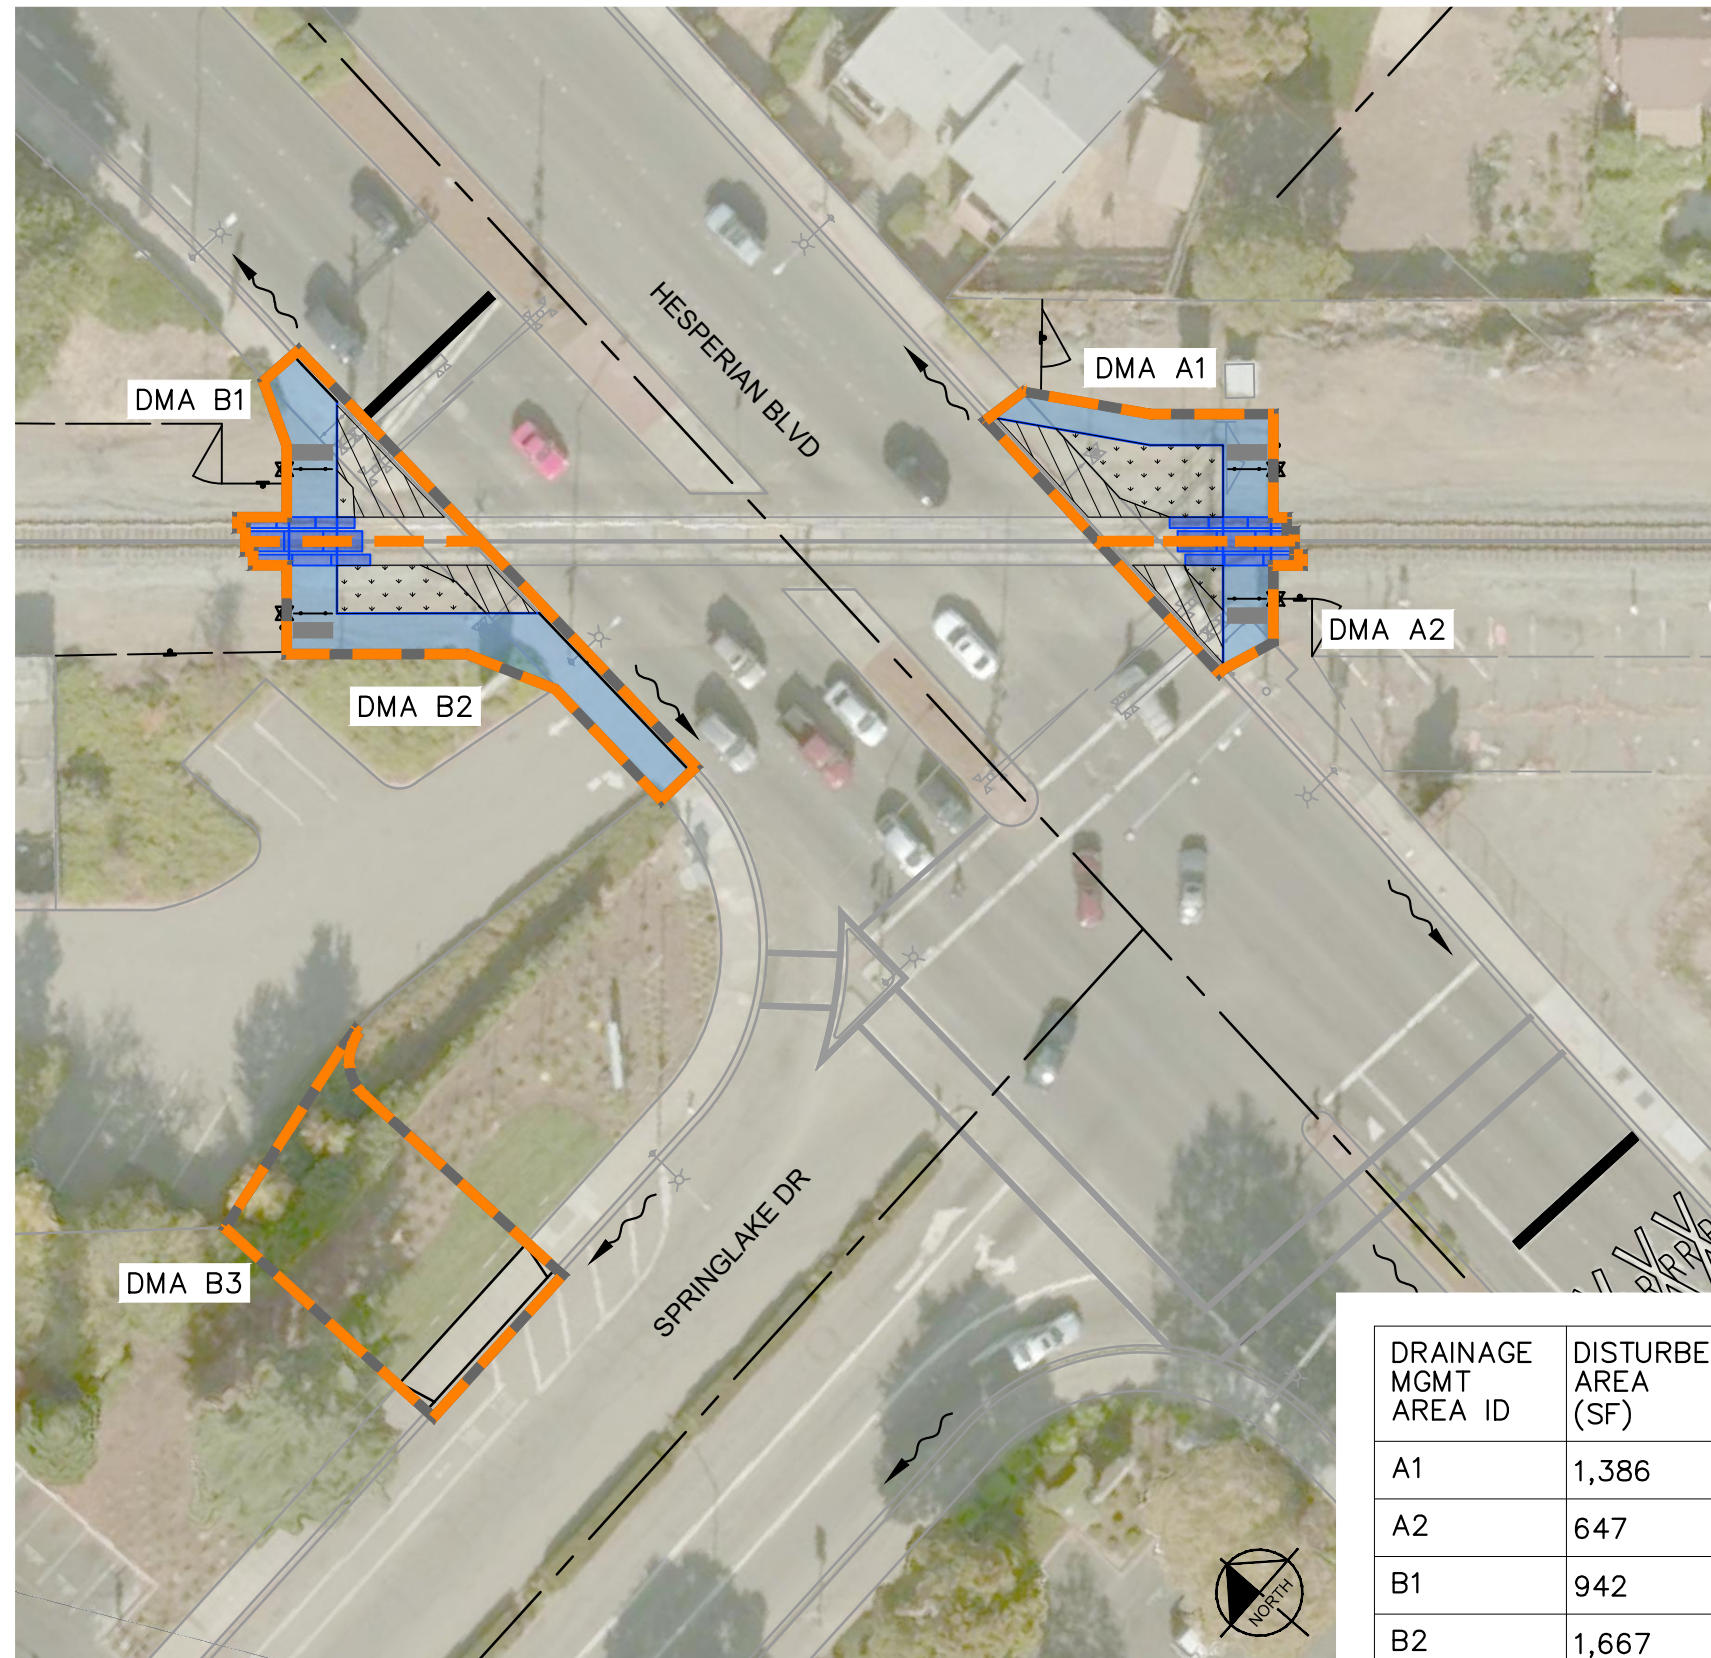 HESPERIAN BLVD
DMA A1
DMA B1
DMA A2
DMA B2
DMA B3
SPRINGLAKE DR
NORTH
DRAINAGE MGMT AREA ID
DISTURBE AREA (SF)
A1 1,386
A2 647
B1 942
B2 1,667